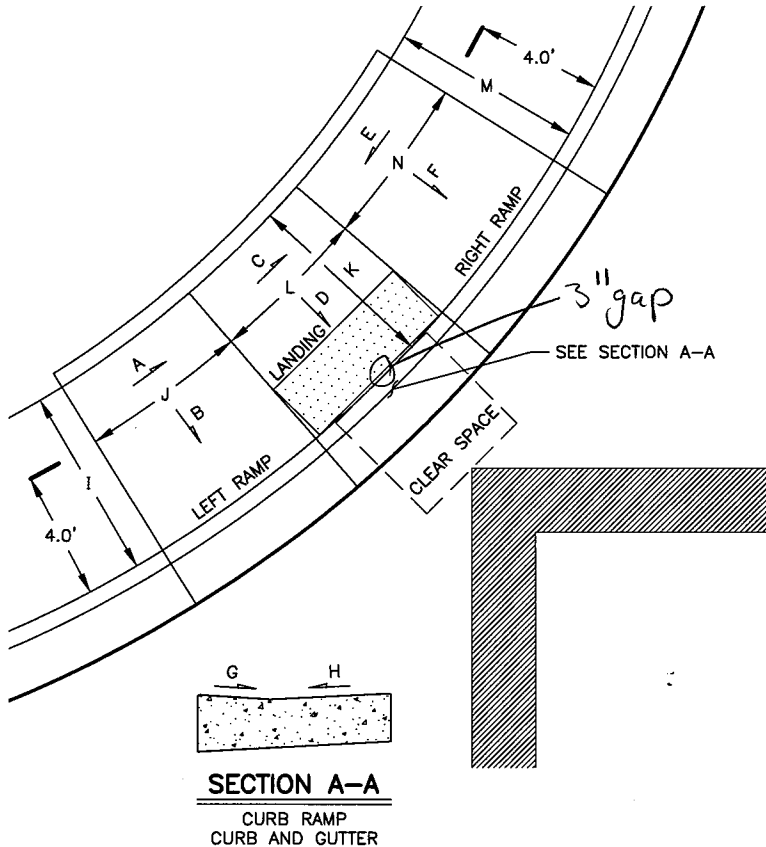 4.0'
M
E
N
F
RIGHT RAMP
C
K
L
D
3" gap
LANDING
SEE SECTION A-A
A
J
B
CLEAR SPACE
LEFT RAMP
I
4.0'
G
H
SECTION A-A
CURB RAMP
CURB AND GUTTER